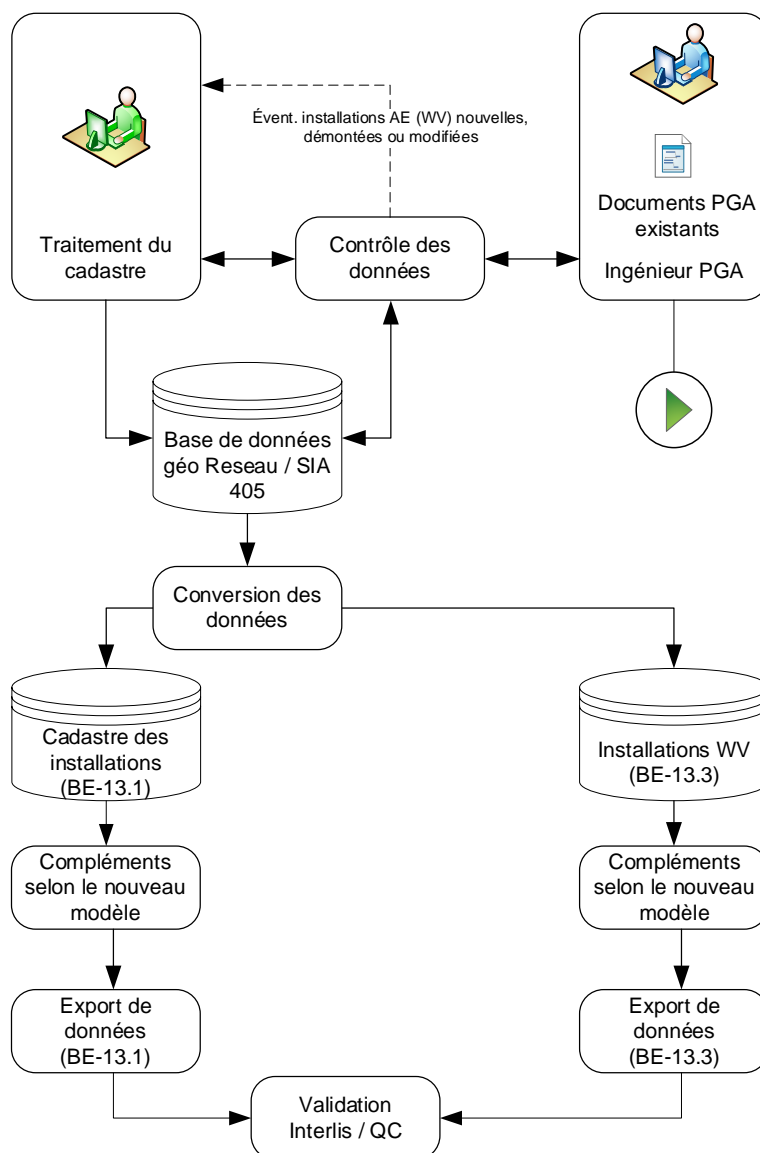 Évent. installations AE (WV) nouvelles,
démontées ou modifiées
Traitement du
cadastre
Contrôle des
données
Documents PGA
existants
Ingénieur PGA
Base de données
géo Reseau / SIA
405
Conversion des
données
Cadastre des
installations
(BE-13.1)
Installations WV
(BE-13.3)
Compléments
selon le nouveau
modèle
Compléments
selon le nouveau
modèle
Export de
données
(BE-13.1)
Export de
données
(BE-13.3)
Validation
Interlis / QC